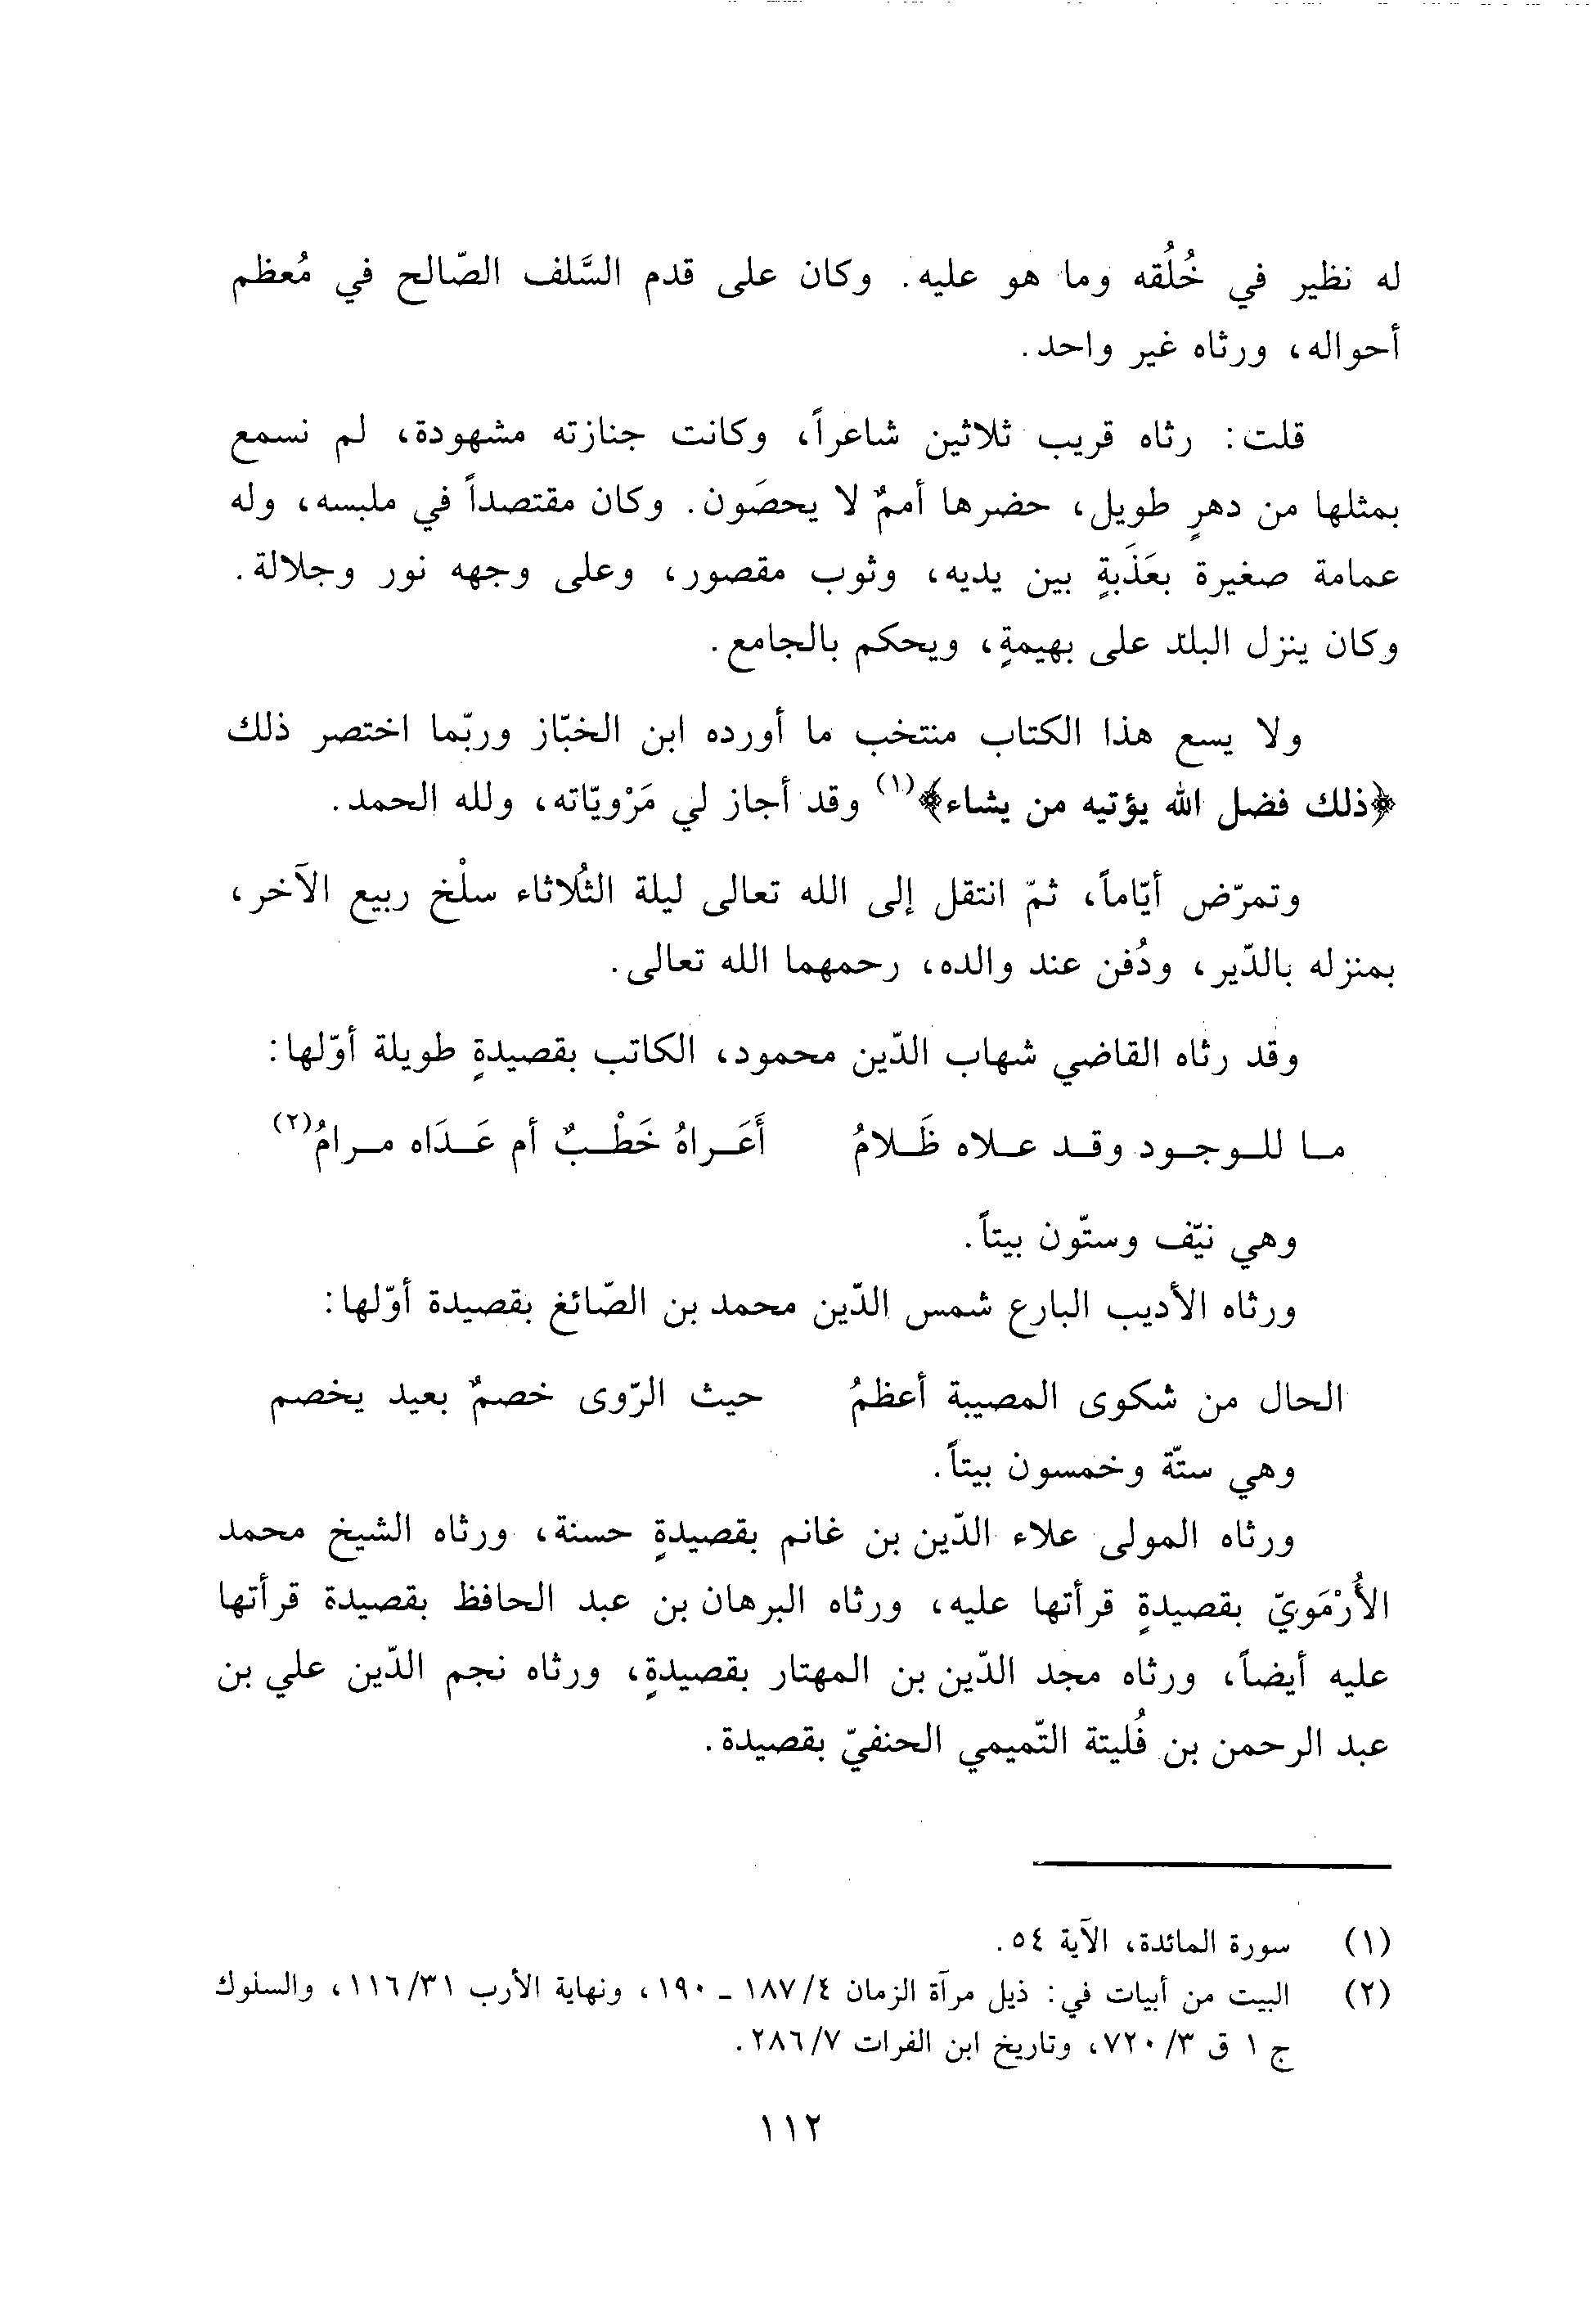 له نظير في خُلُقه وما هو عليه. وكان على قدم السَّلف الصّالح في مُعظم
أحواله، ورثاه غير واحد.
قلت: رثاه قريب ثلاثين شاعراً، وكانت جنازته مشهودة، لم نسمع
بمثلها من دهرٍ طويل، حضرها أممٌ لا يحصَون. وكان مقتصداً في ملبسه، وله
عمامة صغيرة بعَذَبةٍ بين يديه، وثوب مقصور، وعلى وجهه نور وجلالة.
وكان ينزل البلد على بهيمةٍ، ويحكم بالجامع.
ولا يسع هذا الكتاب منتخب ما أورده ابن الخبّاز وربّما اختصر ذلك
﴿ذلك فضل الله يؤتيه من يشاء﴾(١) وقد أجاز لي مَرْويّاته، ولله الحمد.
وتمرّض أيّاماً، ثمّ انتقل إلى الله تعالى ليلة الثُلاثاء سلْخ ربيع الآخر،
بمنزله بالدّير، ودُفن عند والده، رحمهما الله تعالى.
وقد رثاه القاضي شهاب الدّين محمود، الكاتب بقصيدةٍ طويلة أوّلها:
ما للوجود وقد علاه ظَلامُ أَعَراهُ خَطْبٌ أم عَدَاه مرامُ(٢)
وهي نيّف وستّون بيتاً.
ورثاه الأديب البارع شمس الدّين محمد بن الصّائغ بقصيدة أوّلها:
الحال من شكوى المصيبة أعظمُ حيث الرّوى خصمٌ بعيد يخصم
وهي ستّة وخمسون بيتاً.
ورثاه المولى علاء الدّين بن غانم بقصيدةٍ حسنة، ورثاه الشيخ محمد
الأُرْمَويّ بقصيدةٍ قرأتها عليه، ورثاه البرهان بن عبد الحافظ بقصيدة قرأتها
عليه أيضاً، ورثاه مجد الدّين بن المهتار بقصيدةٍ، ورثاه نجم الدّين علي بن
عبد الرحمن بن فُليتة التّميمي الحنفيّ بقصيدة.
(١) سورة المائدة، الآية ٥٤.
(٢) البيت من أبيات في: ذيل مرآة الزمان ١٨٧/٤ ـ ١٩٠، ونهاية الأرب ١١٦/٣١، والسلوك
ج ١ ق ٧٢٠/٣، وتاريخ ابن الفرات ٢٨٦/٧.
١١٢